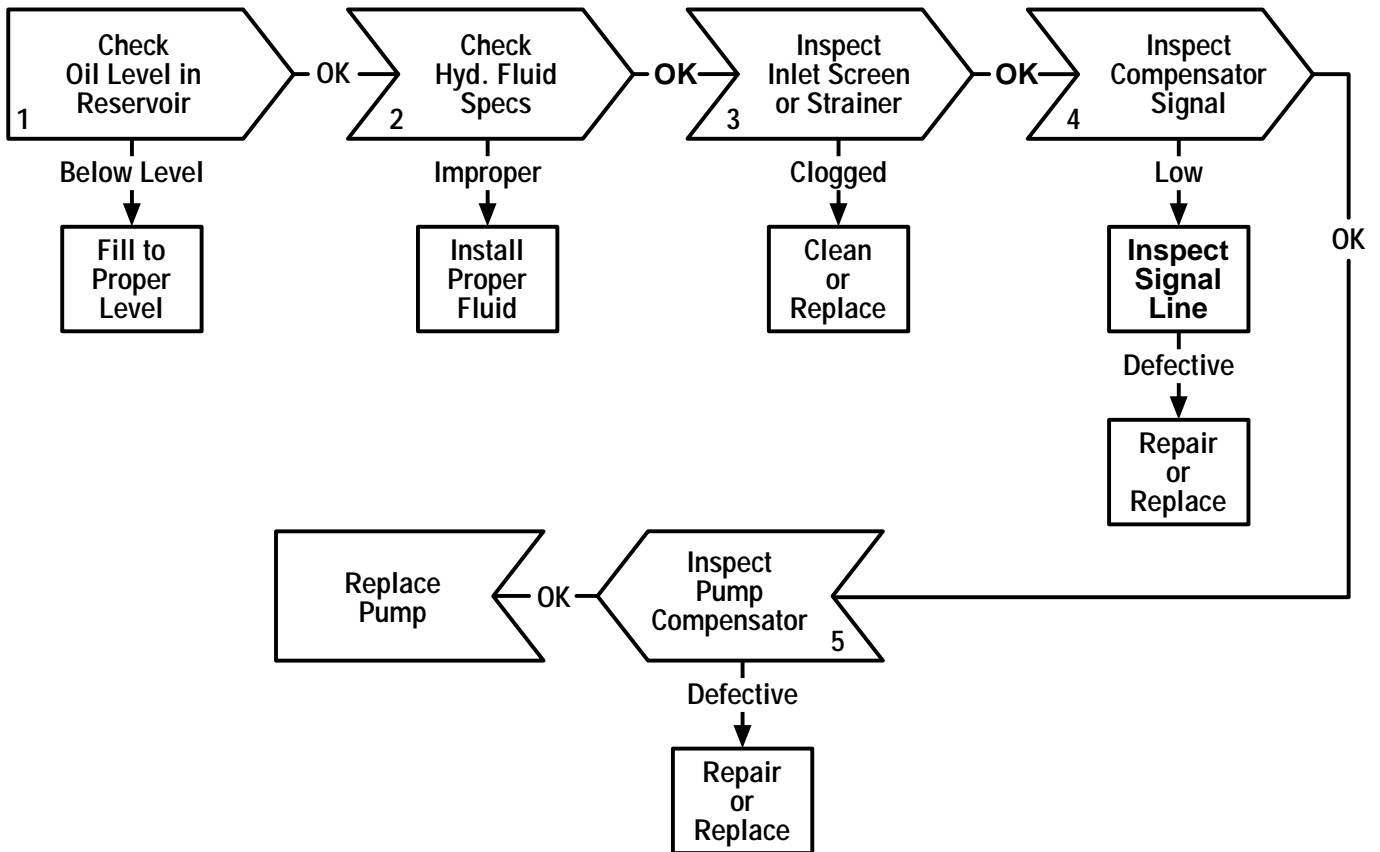 Check
Oil Level in
Reservoir
1
OK
Check
Hyd. Fluid
Specs
2
OK
Inspect
Inlet Screen
or Strainer
3
OK
Inspect
Compensator
Signal
4
Below Level
Improper
Clogged
Low
OK
Fill to
Proper
Level
Install
Proper
Fluid
Clean
or
Replace
Inspect
Signal
Line
Defective
Repair
or
Replace
Inspect
Pump
Compensator
5
OK
Replace
Pump
Defective
Repair
or
Replace